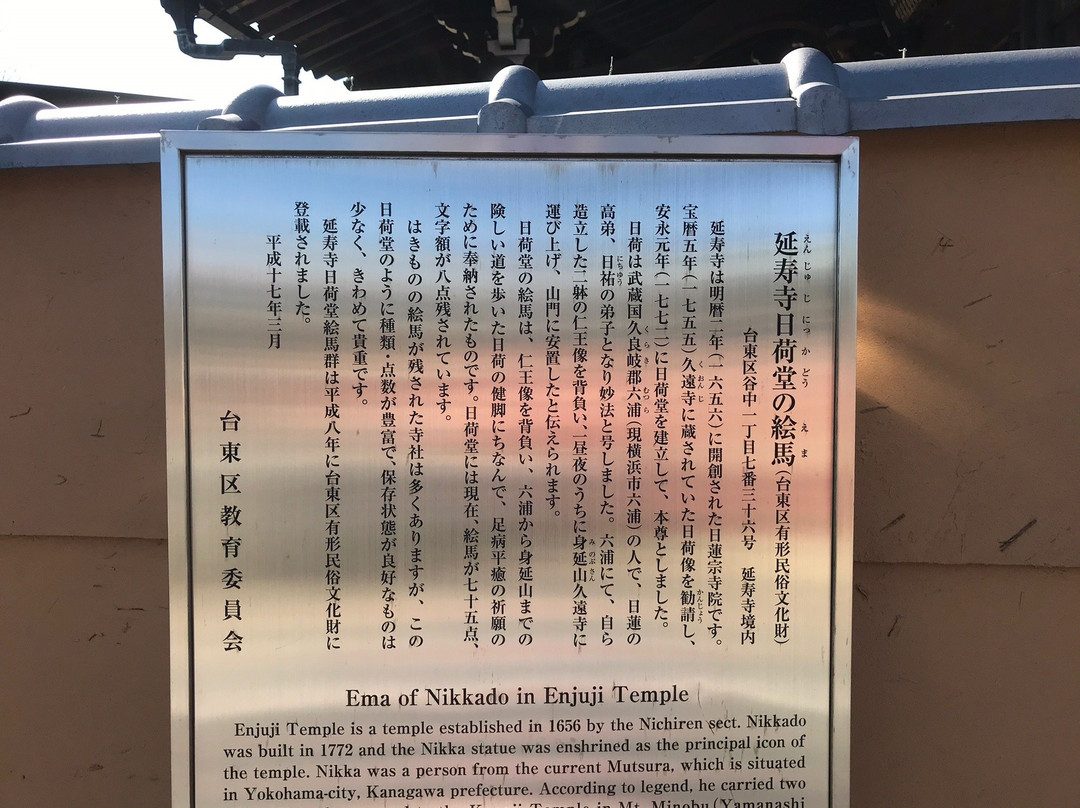 延寿寺日荷堂の絵馬(台東区有形民俗文化財)
台東区谷中一丁目七番三十六号 延寿寺境内
延寿寺は明暦二年(一六五六)に開創された日蓮宗寺院です。
宝暦五年(一七五五)久遠寺に蔵されていた日荷像を勧請し、
安永元年(一七七二)に日荷堂を建立して、本尊としました。
日荷は武蔵国久良岐郡六浦(現横浜市六浦)の人で、日蓮の
高弟、日祐の弟子となり妙法と号しました。六浦にて、自ら
造立した二躰の仁王像を背負い、一昼夜のうちに身延山久遠寺に
運び上げ、山門に安置したと伝えられます。
日荷堂の絵馬は、仁王像を背負い、六浦から身延山までの
険しい道を歩いた日荷の健脚にちなんで、足病平癒の祈願の
ために奉納されたものです。日荷堂には現在、絵馬が七十五点、
文字額が八点残されています。
はきものの絵馬が残された寺社は多くありますが、この
日荷堂のように種類・点数が豊富で、保存状態が良好なものは
少なく、きわめて貴重です。
延寿寺日荷堂絵馬群は平成八年に台東区有形民俗文化財に
登載されました。
平成十七年三月
台東区教育委員会
Ema of Nikkado in Enjuji Temple
Enjuji Temple is a temple established in 1656 by the Nichiren sect. Nikkado
was built in 1772 and the Nikka statue was enshrined as the principal icon of
the temple. Nikka was a person from the current Mutsura, which is situated
in Yokohama-city, Kanagawa prefecture. According to legend, he carried two
Temple in Mt. Minobu (Yamanashi